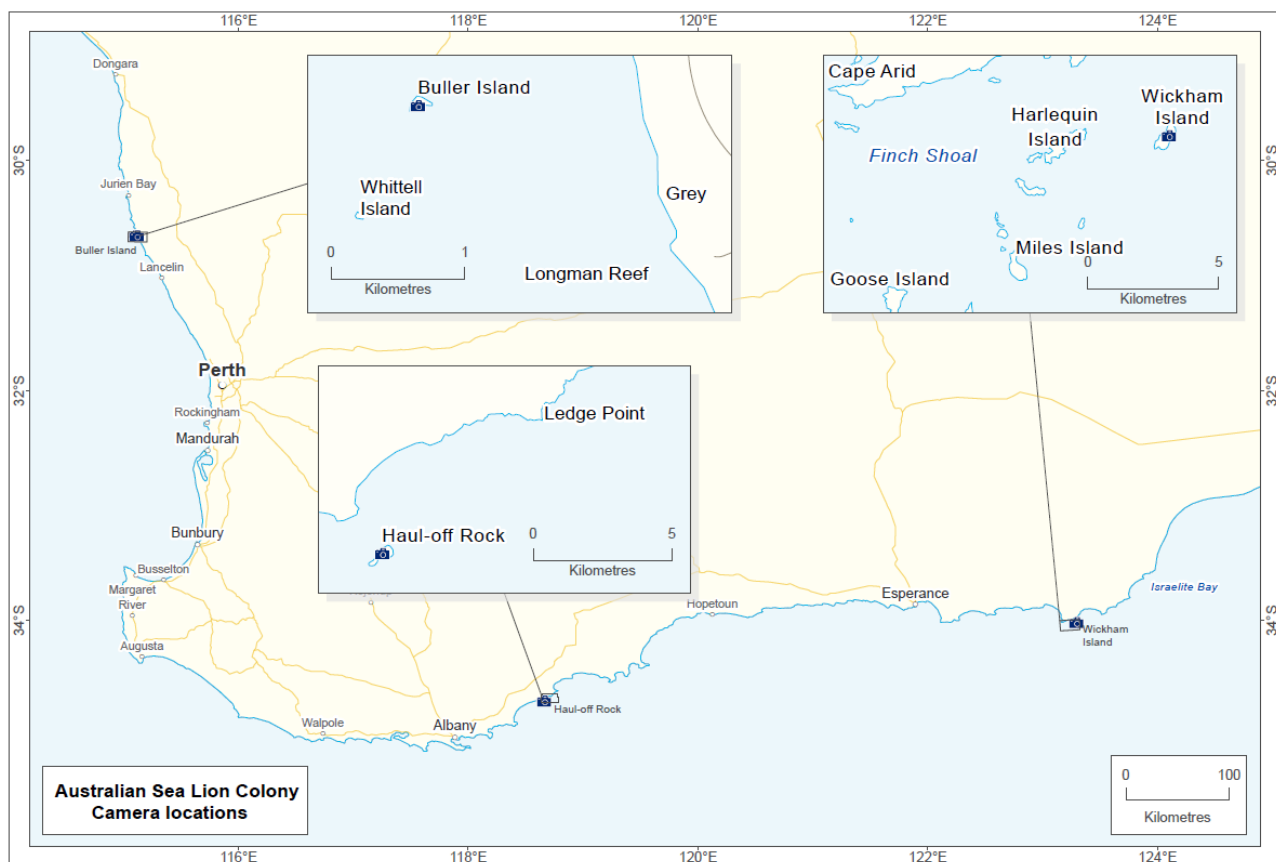 116°E
118°E
120°E
122°E
124°E
Dongara
30°S
30°S
Jurien Bay
Buller Island
Lancelin
Buller Island
Whittell
Island
Grey
0
1
Kilometres
Longman Reef
Cape Arid
Harlequin
Island
Wickham
Island
Finch Shoal
Miles Island
Goose Island
0
5
Kilometres
Perth
32°S
32°S
Rockingham
Mandurah
Ledge Point
Haul-off Rock
0
5
Kilometres
Bunbury
Busselton
Margaret
River
Augusta
34°S
34°S
Hopetoun
Esperance
Israelite Bay
Wickham
Island
Haul-off Rock
Walpole
Albany
Australian Sea Lion Colony
Camera locations
0
100
Kilometres
116°E
118°E
120°E
122°E
124°E